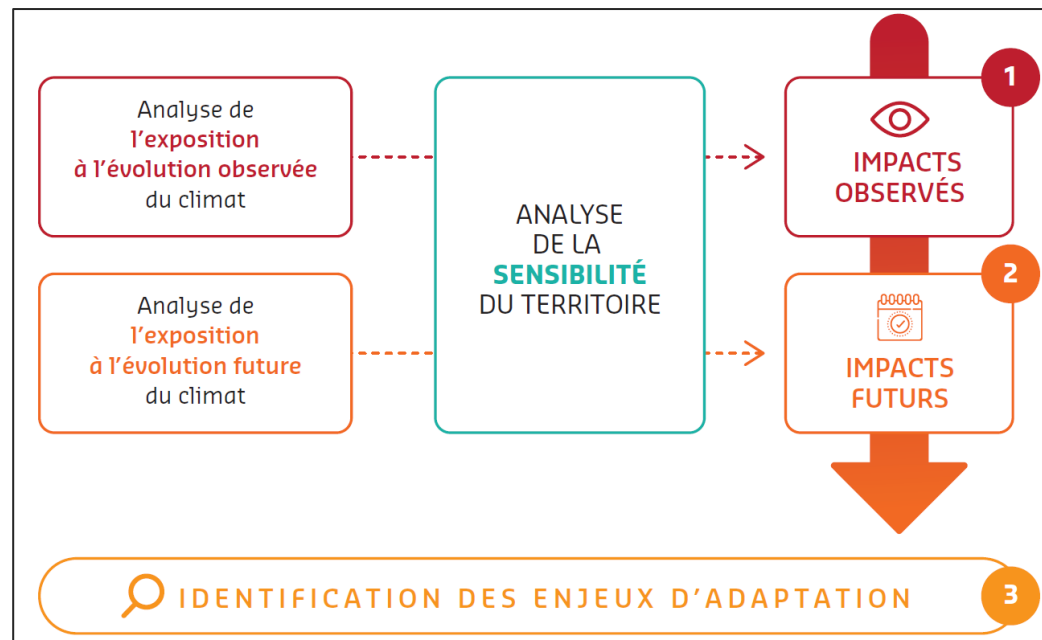 Analyse de
l'exposition
à l'évolution observée
du climat
ANALYSE
DE LA
SENSIBILITÉ
DU TERRITOIRE
1
IMPACTS
OBSERVÉS
Analyse de
l'exposition
à l'évolution future
du climat
2
IMPACTS
FUTURS
IDENTIFICATION DES ENJEUX D'ADAPTATION
3